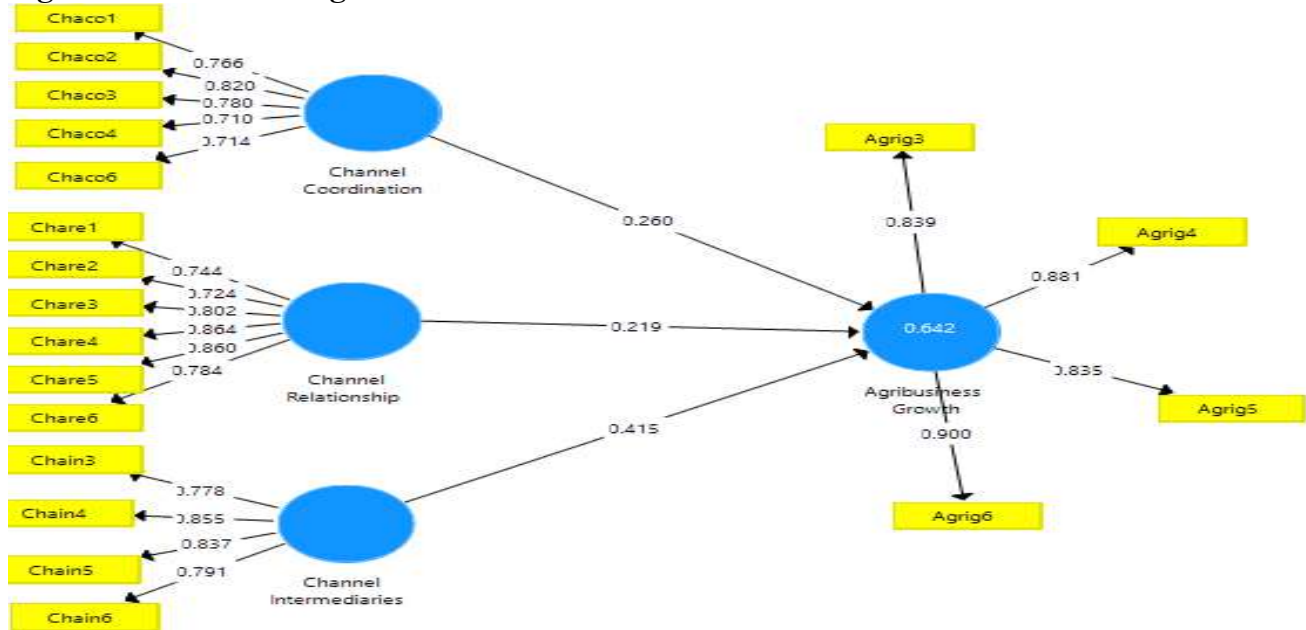 Chaco1
Chaco2
Chaco3
Chaco4
Chaco6
0.766
0.820
0.780
0.710
0.714
Channel
Coordination
Chare1
Chare2
Chare3
Chare4
Chare5
Chare6
0.744
0.724
0.802
0.864
0.860
0.784
Channel
Relationship
Chain3
Chain4
Chain5
Chain6
0.778
0.855
0.837
0.791
Channel
Intermediaries
0.260
0.219
0.415
Agrig3
Agrig4
Agrig5
Agrig6
0.839
0.881
0.835
0.900
0.642
Agribusiness
Growth